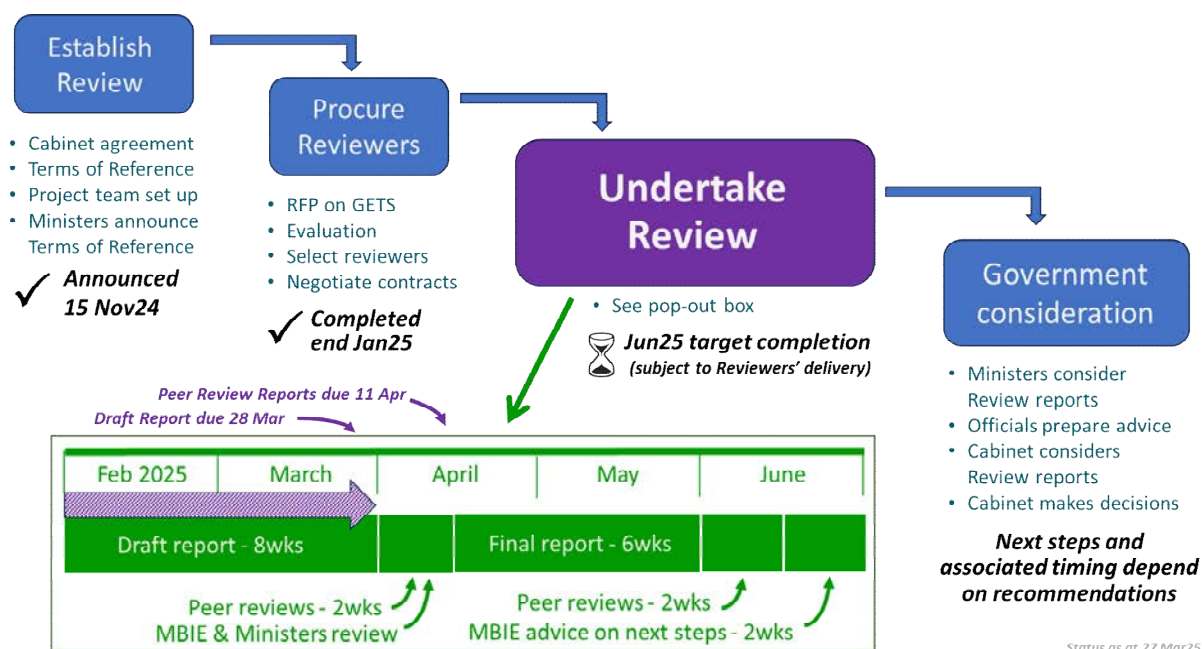 Establish
Review
• Cabinet agreement
• Terms of Reference
• Project team set up
• Ministers announce
Terms of Reference
✓ Announced
15 Nov24
Procure
Reviewers
• RFP on GETS
• Evaluation
• Select reviewers
• Negotiate contracts
✓ Completed
end Jan25
Undertake
Review
• See pop-out box
Jun25 target completion
(subject to Reviewers' delivery)
Government
consideration
• Ministers consider
Review reports
• Officials prepare advice
• Cabinet considers
Review reports
• Cabinet makes decisions
Next steps and
associated timing depend
on recommendations
Peer Review Reports due 11 Apr
Draft Report due 28 Mar
Feb 2025 March April May June
Draft report - 8wks Final report - 6wks
Peer reviews - 2wks
MBIE & Ministers review
Peer reviews - 2wks
MBIE advice on next steps - 2wks
Status as at 27 Mar25